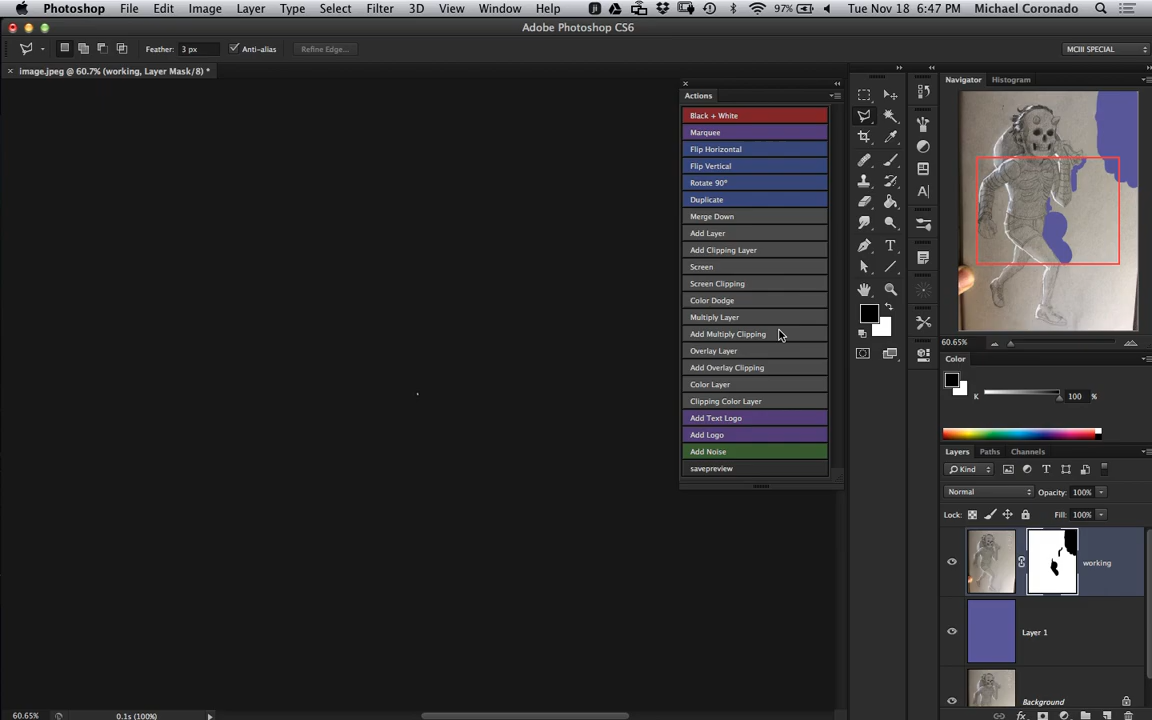 Photoshop File Edit Image Layer Type Select Filter 3D View Window Help 97% Tue Nov 18 6:47 PM Michael Coronado
Adobe Photoshop CS6
Feather: 3 px Anti-alias Refine Edge... MCIII SPECIAL
image.jpeg @ 60.7% (working, Layer Mask/8) *
Actions
Black + White
Marquee
Flip Horizontal
Flip Vertical
Rotate 90°
Duplicate
Merge Down
Add Layer
Add Clipping Layer
Screen
Screen Clipping
Color Dodge
Multiply Layer
Add Multiply Clipping
Overlay Layer
Add Overlay Clipping
Color Layer
Clipping Color Layer
Add Text Logo
Add Logo
Add Noise
savepreview
Navigator Histogram
60.65%
Color
K 100 %
Layers Paths Channels
Kind
Normal Opacity: 100%
Lock: Fill: 100%
working
Layer 1
Background
60.65% 0.1s (100%)